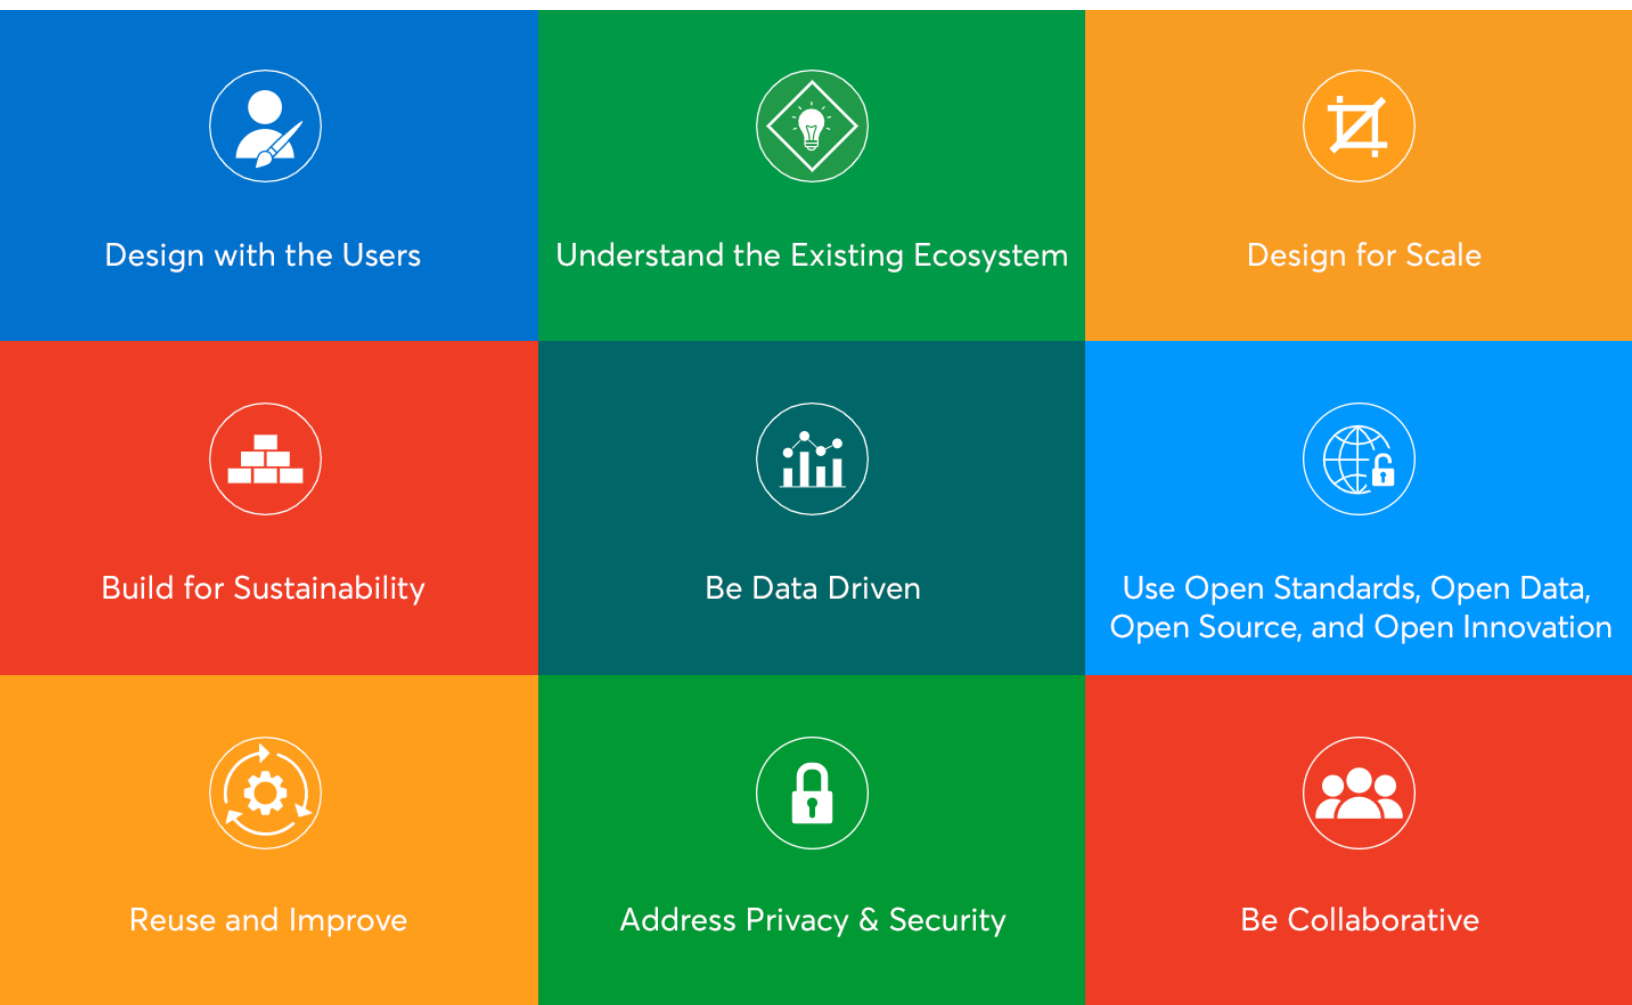 Design with the Users
Understand the Existing Ecosystem
Design for Scale
Build for Sustainability
Be Data Driven
Use Open Standards, Open Data,
Open Source, and Open Innovation
Reuse and Improve
Address Privacy & Security
Be Collaborative